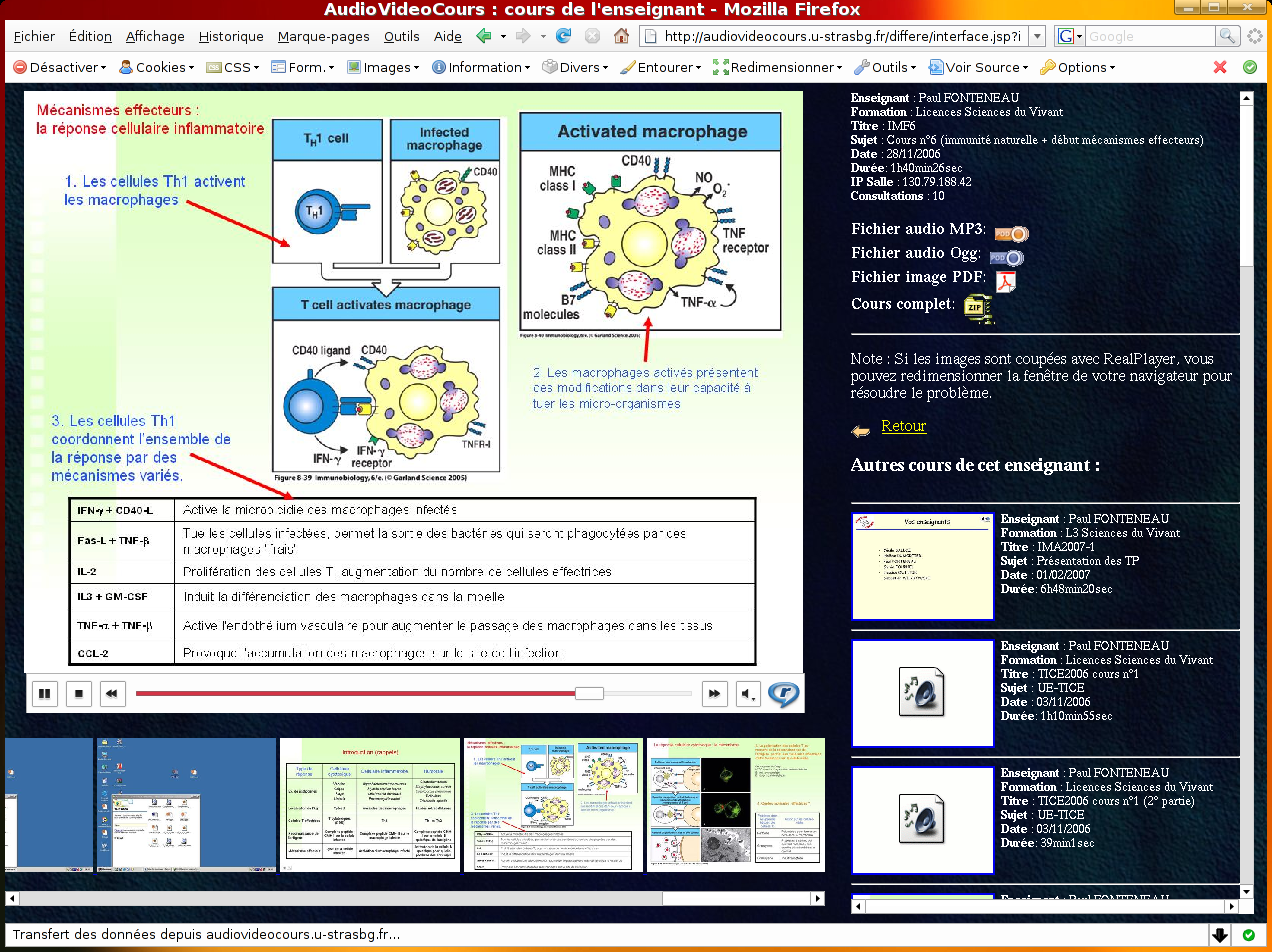 AudioVideoCours : cours de l'enseignant - Mozilla Firefox
Fichier Édition Affichage Historique Marque-pages Outils Aide
http://audiovideocours.u-strasbg.fr/differe/interface.jsp?i
Google
Désactiver Cookies CSS Form. Images Information Divers Entourer Redimensionner Outils Voir Source Options
Mécanismes effecteurs :
la réponse cellulaire inflammatoire
1. Les cellules Th1 activent
les macrophages
TH1 cell
Infected
macrophage
CD40
TH1
T cell activates macrophage
CD40 ligand
CD40
TNFR-I
IFN-γ
IFN-γ
receptor
Figure 8-39 Immunobiology, 6/e. (© Garland Science 2005)
Activated macrophage
CD40
MHC
class I
NO
O2
MHC
class II
TNF
receptor
B7
molecules
TNF-α
2. Les macrophages activés présentent
des modifications dans leur capacité à
tuer les micro-organismes
3. Les cellules Th1
coordonnent l'ensemble de
la réponse par des
mécanismes variés.
IFN-γ + CD40-L
Active la microbicidie des macrophages infectés
Fas-L + TNF-β
Tue les cellules infectées, permet la sortie des bactéries qui seront phagocytées par des
macrophages "frais"
IL-2
Prolifération des cellules T : augmentation du nombre de cellules effectrices
IL3 + GM-CSF
Induit la différenciation des macrophages dans la moelle
TNF-α + TNF-β
Active l'endothélium vasculaire pour augmenter le passage des macrophages dans les tissus
CCL-2
Provoque l'accumulation des macrophages sur le site de l'infection
Introduction (rappels)
Enseignant : Paul FONTENEAU
Formation : Licences Sciences du Vivant
Titre : IMF6
Sujet : Cours n°6 (immunité naturelle + début mécanismes effecteurs)
Date : 28/11/2006
Durée: 1h40min26sec
IP Salle : 130.79.188.42
Consultations : 10
Fichier audio MP3: POD
Fichier audio Ogg: POD
Fichier image PDF:
Cours complet: ZIP
Note : Si les images sont coupées avec RealPlayer, vous
pouvez redimensionner la fenêtre de votre navigateur pour
résoudre le problème.
Retour
Autres cours de cet enseignant :
Vos enseignants
Enseignant : Paul FONTENEAU
Formation : L3 Sciences du Vivant
Titre : IMA2007-1
Sujet : Présentation des TP
Date : 01/02/2007
Durée: 6h48min20sec
Enseignant : Paul FONTENEAU
Formation : Licences Sciences du Vivant
Titre : TICE2006 cours n°1
Sujet : UE-TICE
Date : 03/11/2006
Durée: 1h10min55sec
Enseignant : Paul FONTENEAU
Formation : Licences Sciences du Vivant
Titre : TICE2006 cours n°1 (2° partie)
Sujet : UE-TICE
Date : 03/11/2006
Durée: 39min1sec
Enseignant : Paul FONTENEAU
Transfert des données depuis audiovideocours.u-strasbg.fr...